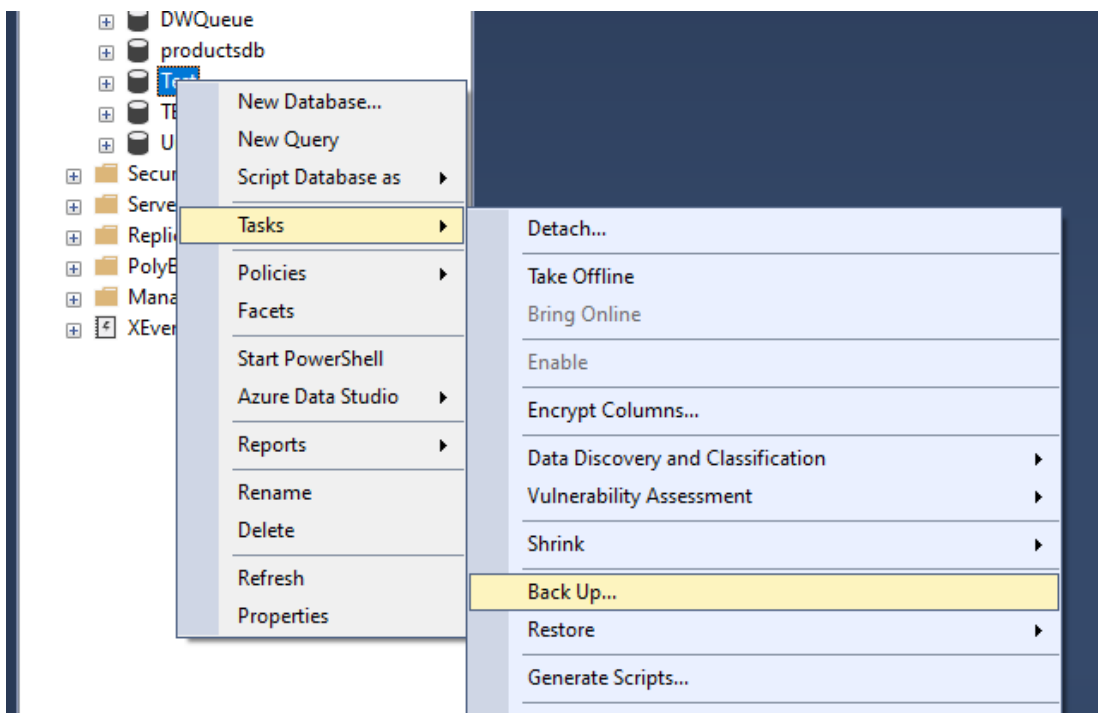 DWQueue
productsdb
Test
New Database...
New Query
Script Database as
Tasks
Policies
Facets
Start PowerShell
Azure Data Studio
Reports
Rename
Delete
Refresh
Properties
Detach...
Take Offline
Bring Online
Enable
Encrypt Columns...
Data Discovery and Classification
Vulnerability Assessment
Shrink
Back Up...
Restore
Generate Scripts...